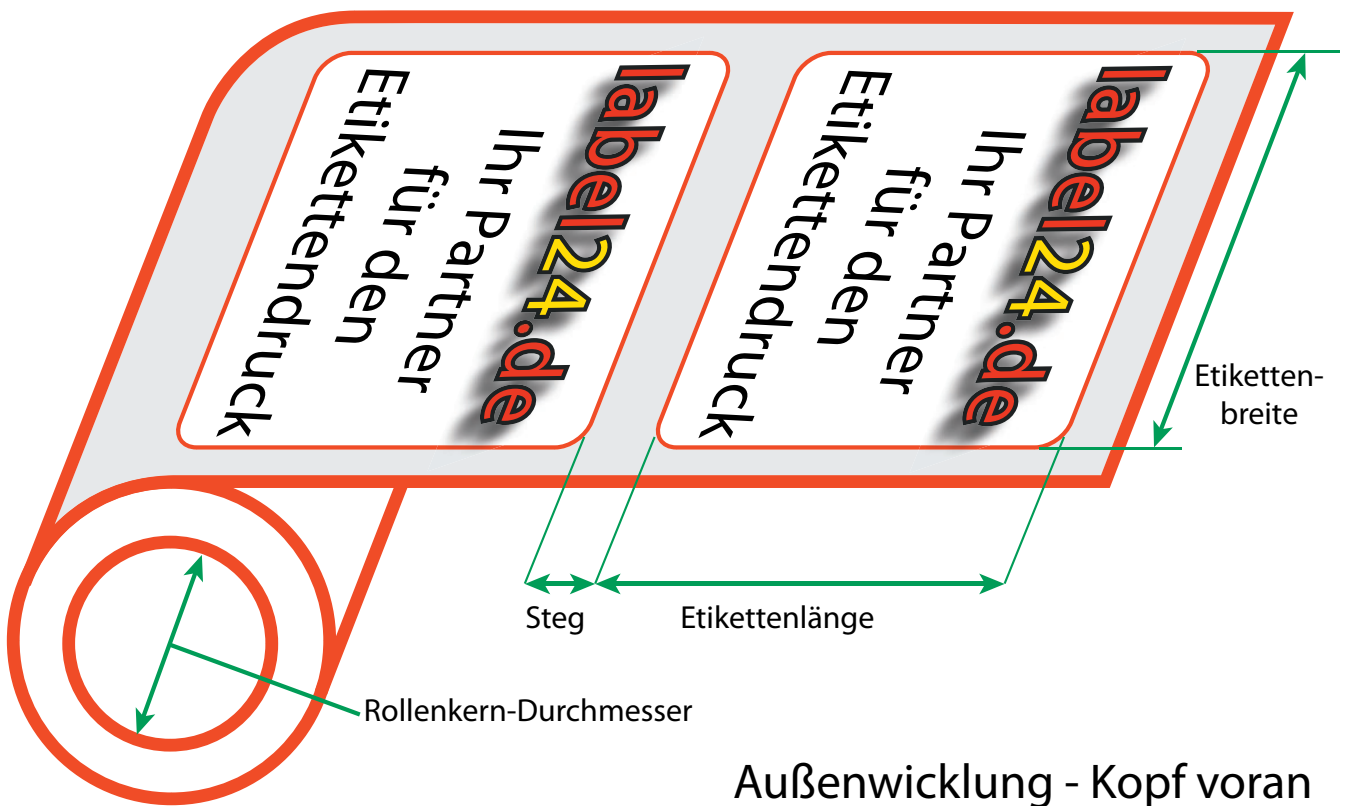 label24.de
Ihr Partner
für den
Etikettendruck
label24.de
Ihr Partner
für den
Etikettendruck
Etiketten-
breite
Steg
Etikettenlänge
Rollenkern-Durchmesser
Außenwicklung - Kopf voran